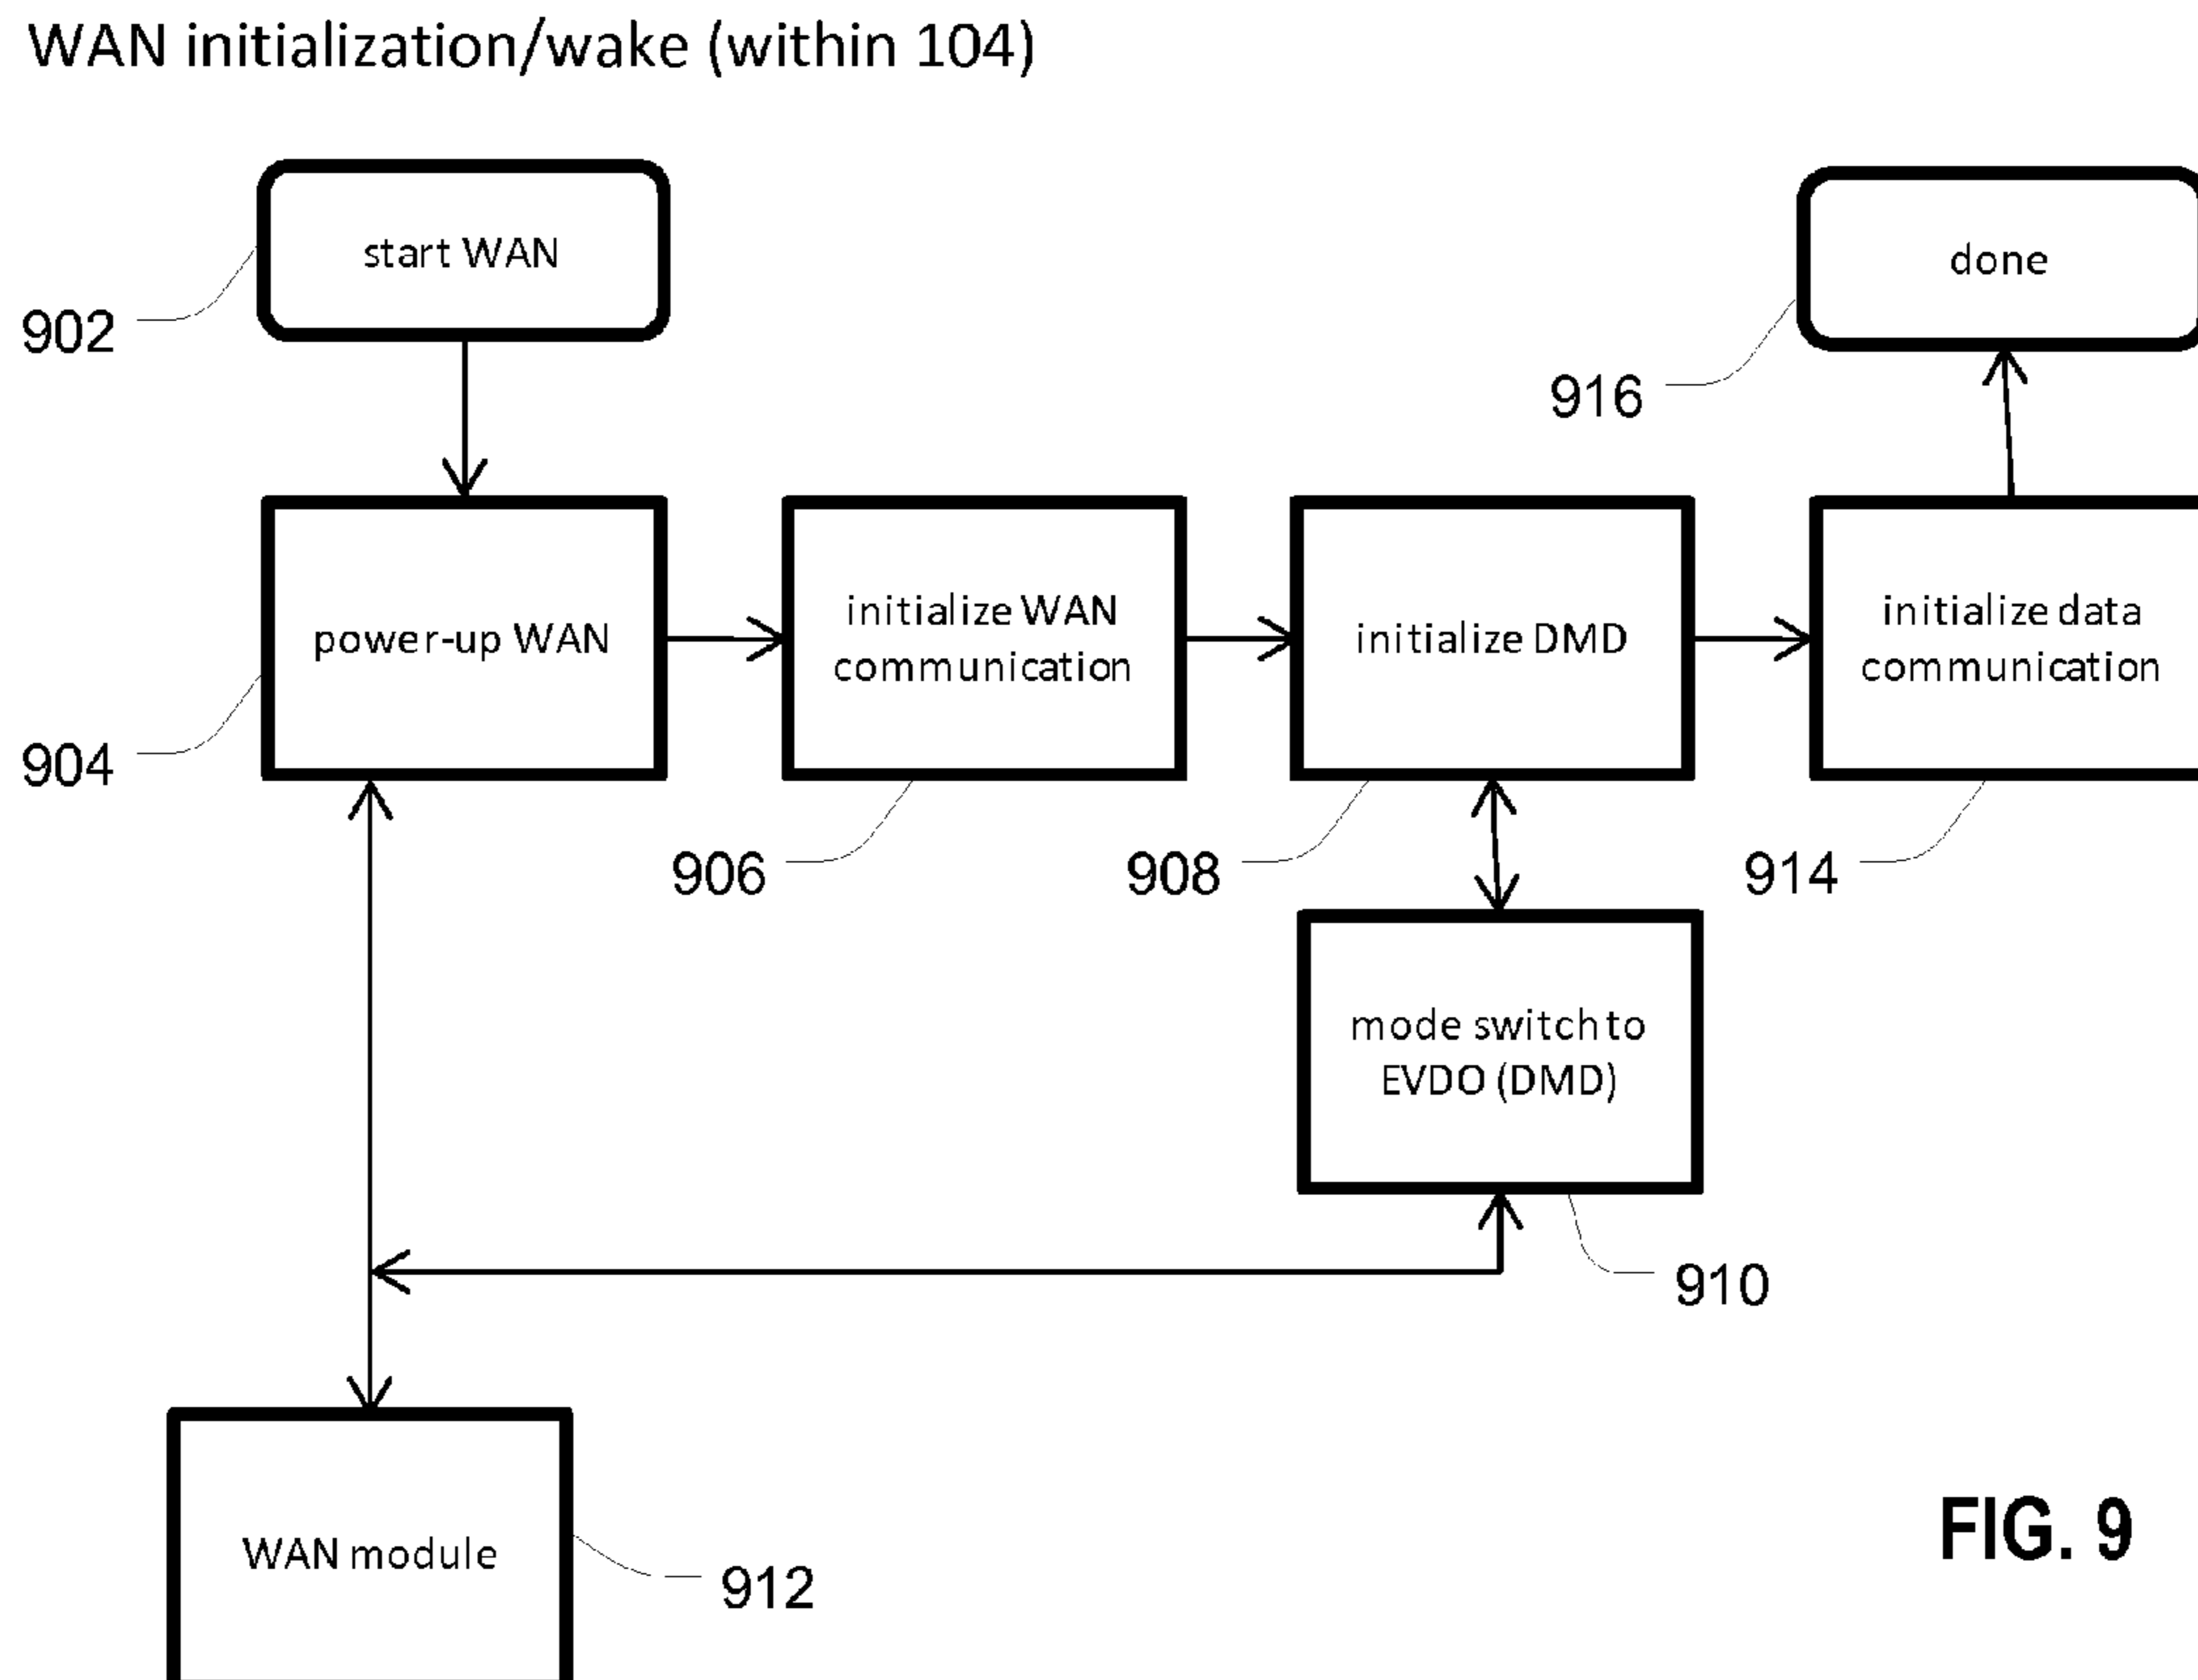 WAN initialization/wake (within 104)
start WAN
done
902
916
power-up WAN
initialize WAN
communication
initialize DMD
initialize data
communication
904
906
908
914
mode switch to
EVDO (DMD)
910
WAN module
912
FIG. 9